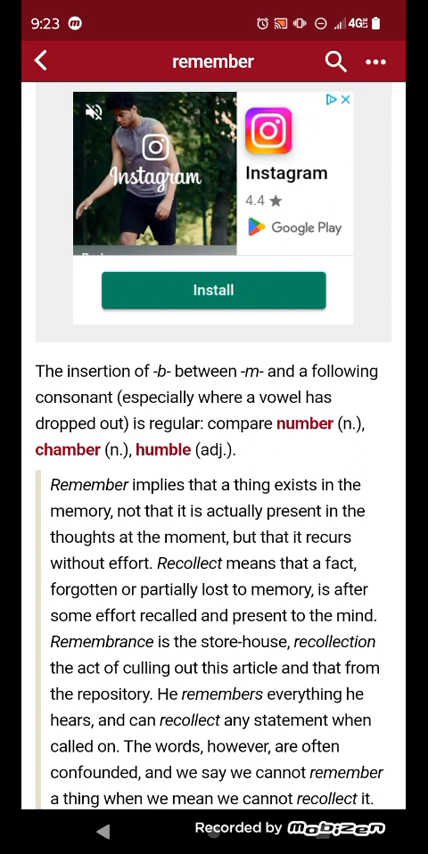 9:23
4G
remember
Instagram
Instagram
4.4 ★
Google Play
Install
The insertion of -b- between -m- and a following
consonant (especially where a vowel has
dropped out) is regular: compare number (n.),
chamber (n.), humble (adj.).
Remember implies that a thing exists in the
memory, not that it is actually present in the
thoughts at the moment, but that it recurs
without effort. Recollect means that a fact,
forgotten or partially lost to memory, is after
some effort recalled and present to the mind.
Remembrance is the store-house, recollection
the act of culling out this article and that from
the repository. He remembers everything he
hears, and can recollect any statement when
called on. The words, however, are often
confounded, and we say we cannot remember
a thing when we mean we cannot recollect it.
Recorded by Mobizen